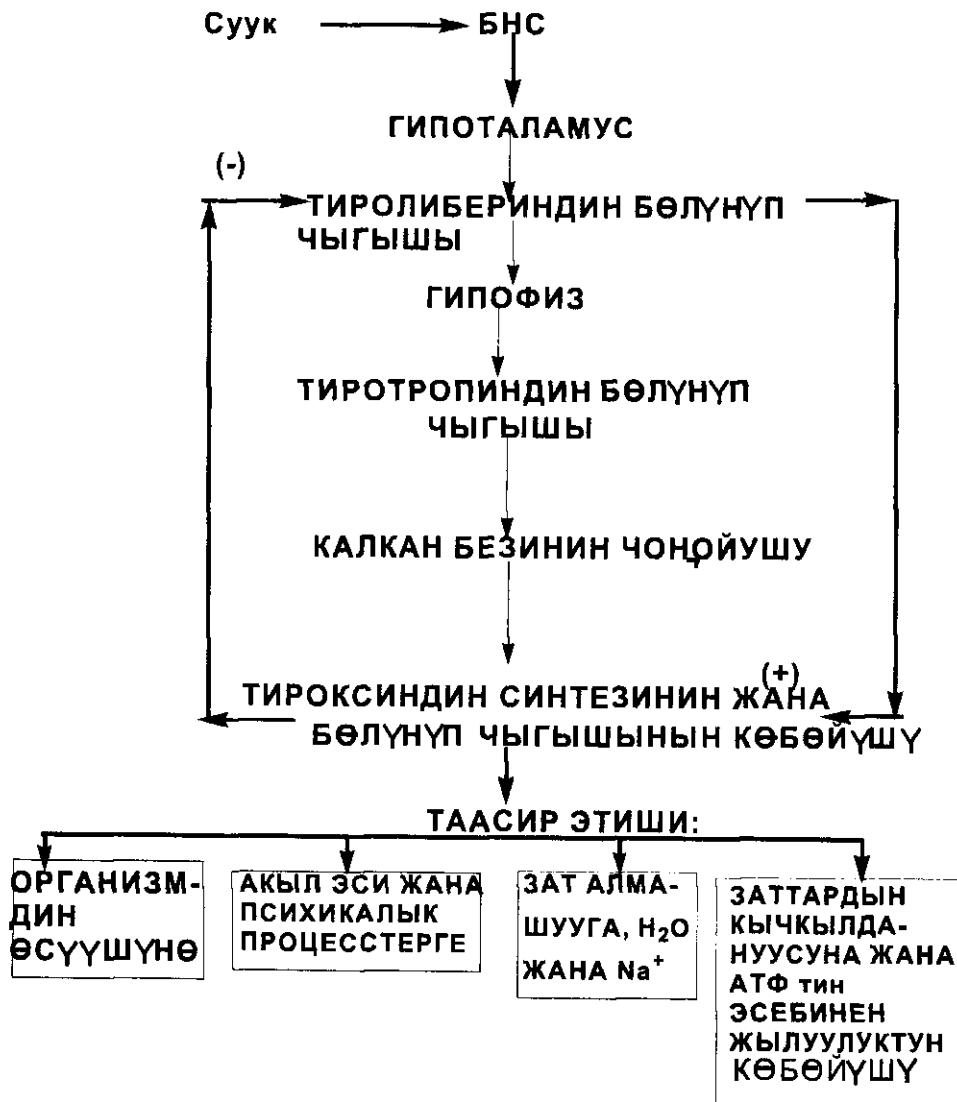 Суук БНС
ГИПОТАЛАМУС
(-)
ТИРОЛИБЕРИНДИН БӨЛҮНҮП
ЧЫГЫШЫ
ГИПОФИЗ
ТИРОТРОПИНДИН БӨЛҮНҮП
ЧЫГЫШЫ
КАЛКАН БЕЗИНИН ЧОҢОЙУШУ
(+)
ТИРОКСИНДИН СИНТЕЗИНИН ЖАНА
БӨЛҮНҮП ЧЫГЫШЫНЫН КӨБӨЙҮШҮ
ТААСИР ЭТИШИ:
ОРГАНИЗМ-
ДИН
ӨСҮҮШҮНӨ
АКЫЛ ЭСИ ЖАНА
ПСИХИКАЛЫК
ПРОЦЕССТЕРГЕ
ЗАТ АЛМА-
ШУУГА, H₂O
ЖАНА Na⁺
ЗАТТАРДЫН
КЫЧКЫЛДА-
НУУСУНА ЖАНА
АТФ тин
ЭСЕБИНЕН
ЖЫЛУУЛУКТУН
КӨБӨЙҮШҮ